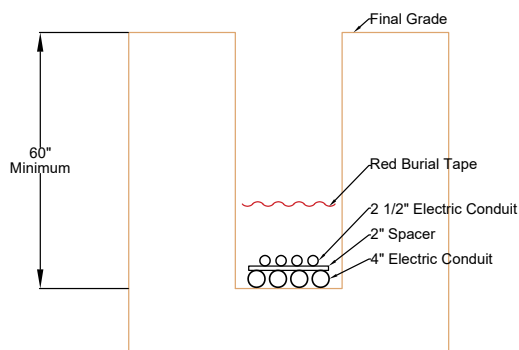 Final Grade
60"
Minimum
Red Burial Tape
2 1/2" Electric Conduit
2" Spacer
4" Electric Conduit